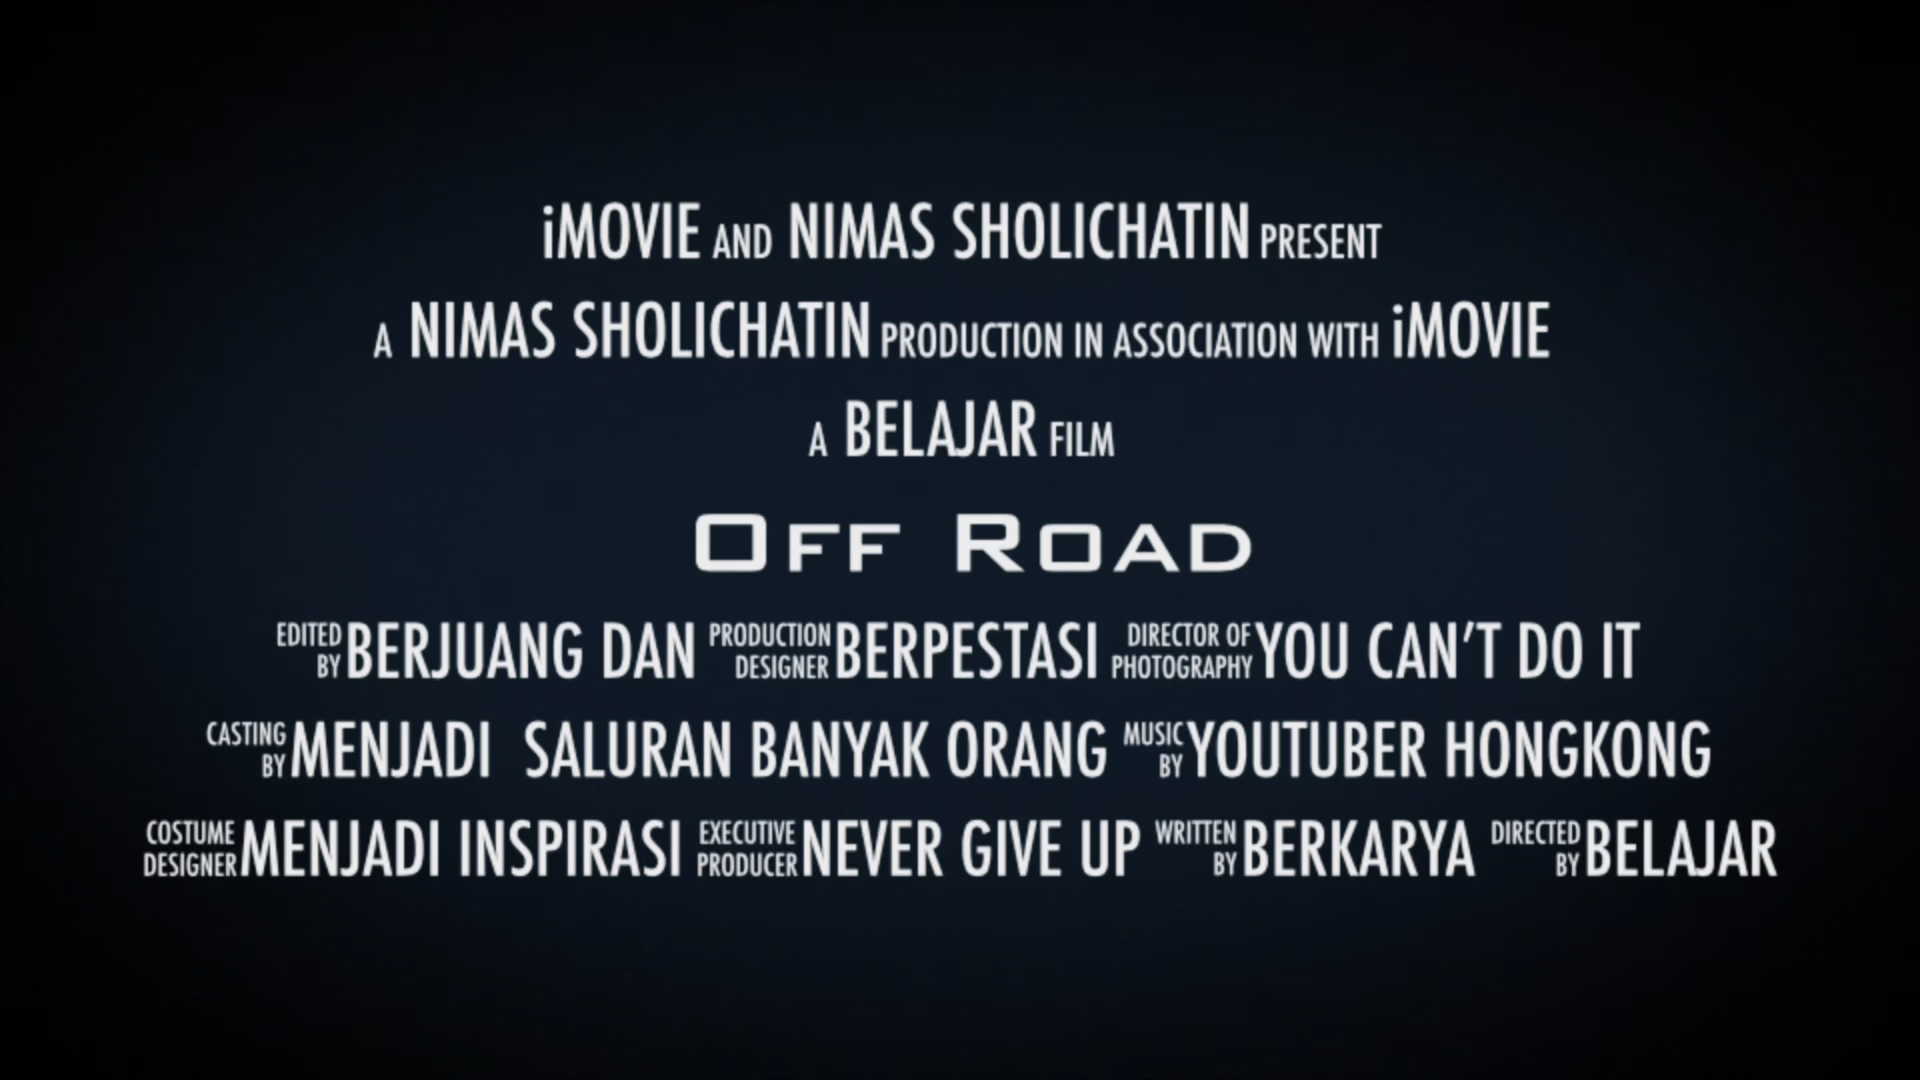 iMOVIE AND NIMAS SHOLICHATIN PRESENT
A NIMAS SHOLICHATIN PRODUCTION IN ASSOCIATION WITH iMOVIE
A BELAJAR FILM
OFF ROAD
EDITED BY BERJUANG DAN PRODUCTION DESIGNER BERPESTASI DIRECTOR OF PHOTOGRAPHY YOU CAN'T DO IT
CASTING BY MENJADI SALURAN BANYAK ORANG MUSIC BY YOUTUBER HONGKONG
COSTUME DESIGNER MENJADI INSPIRASI EXECUTIVE PRODUCER NEVER GIVE UP WRITTEN BY BERKARYA DIRECTED BY BELAJAR